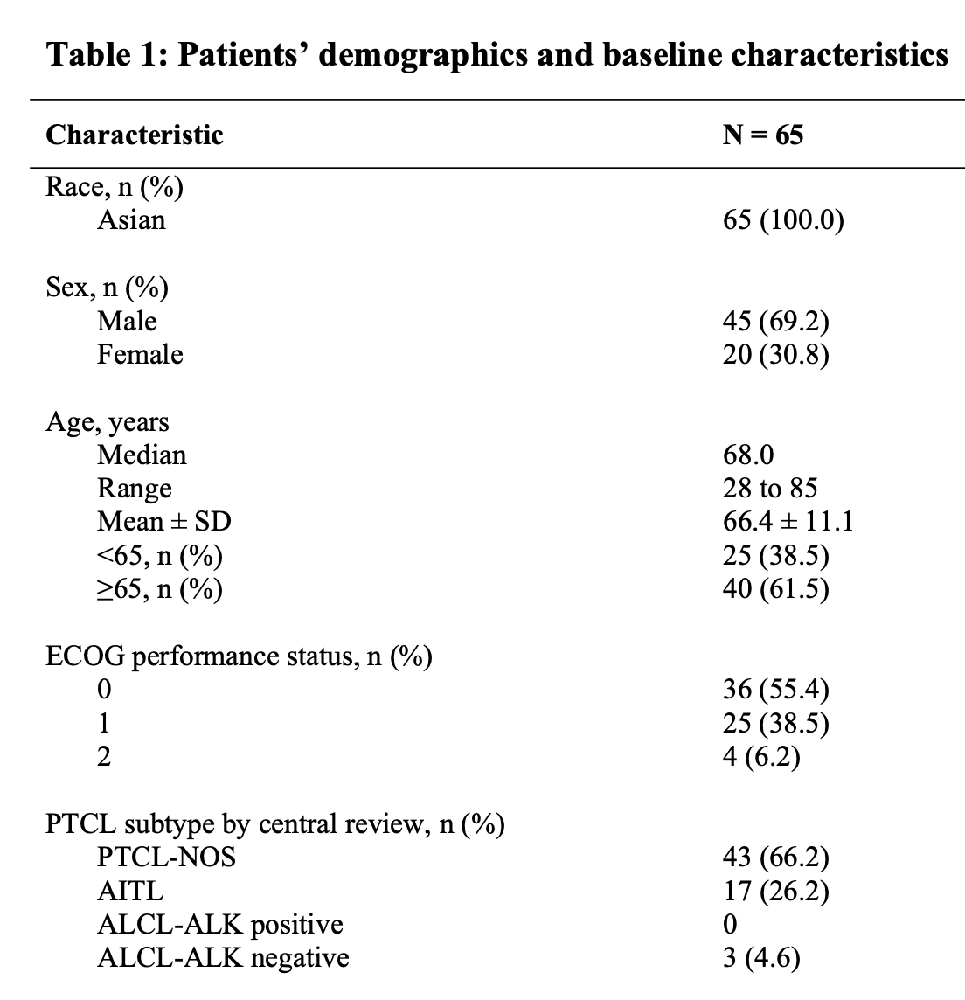 Table 1: Patients’ demographics and baseline characteristics
Characteristic N = 65
Race, n (%)
Asian 65 (100.0)
Sex, n (%)
Male 45 (69.2)
Female 20 (30.8)
Age, years
Median 68.0
Range 28 to 85
Mean ± SD 66.4 ± 11.1
<65, n (%) 25 (38.5)
≥65, n (%) 40 (61.5)
ECOG performance status, n (%)
0 36 (55.4)
1 25 (38.5)
2 4 (6.2)
PTCL subtype by central review, n (%)
PTCL-NOS 43 (66.2)
AITL 17 (26.2)
ALCL-ALK positive 0
ALCL-ALK negative 3 (4.6)